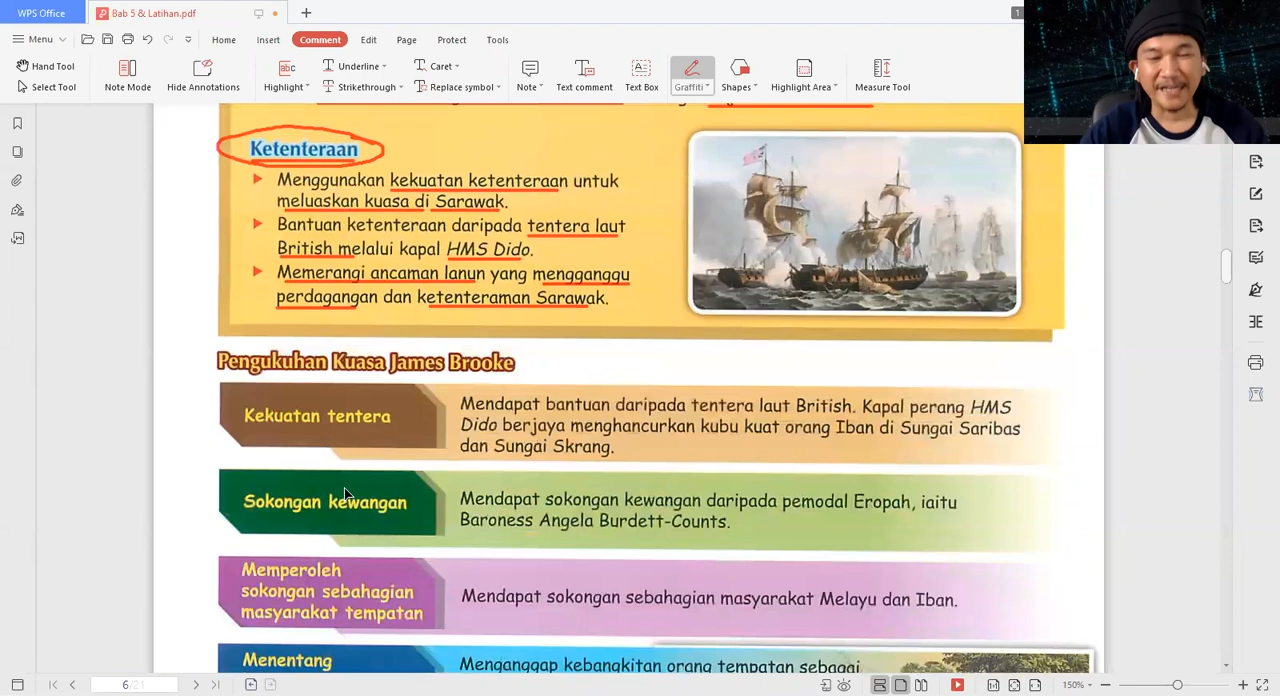 WPS Office
Bab 5 & Latihan.pdf
1
Menu
Home
Insert
Comment
Edit
Page
Protect
Tools
Hand Tool
Select Tool
Note Mode
Hide Annotations
abc
Highlight
Underline
Strikethrough
Caret
Replace symbol
Note
Text comment
Text Box
Graffiti
Shapes
Highlight Area
Measure Tool
Ketenteraan
Menggunakan kekuatan ketenteraan untuk
meluaskan kuasa di Sarawak.
Bantuan ketenteraan daripada tentera laut
British melalui kapal HMS Dido.
Memerangi ancaman lanun yang mengganggu
perdagangan dan ketenteraman Sarawak.
Pengukuhan Kuasa James Brooke
Kekuatan tentera
Mendapat bantuan daripada tentera laut British. Kapal perang HMS
Dido berjaya menghancurkan kubu kuat orang Iban di Sungai Saribas
dan Sungai Skrang.
Sokongan kewangan
Mendapat sokongan kewangan daripada pemodal Eropah, iaitu
Baroness Angela Burdett-Counts.
Memperoleh
sokongan sebahagian
masyarakat tempatan
Mendapat sokongan sebahagian masyarakat Melayu dan Iban.
Menentang
Menganggap kebangkitan orang tempatan sebagai
6/21
150%